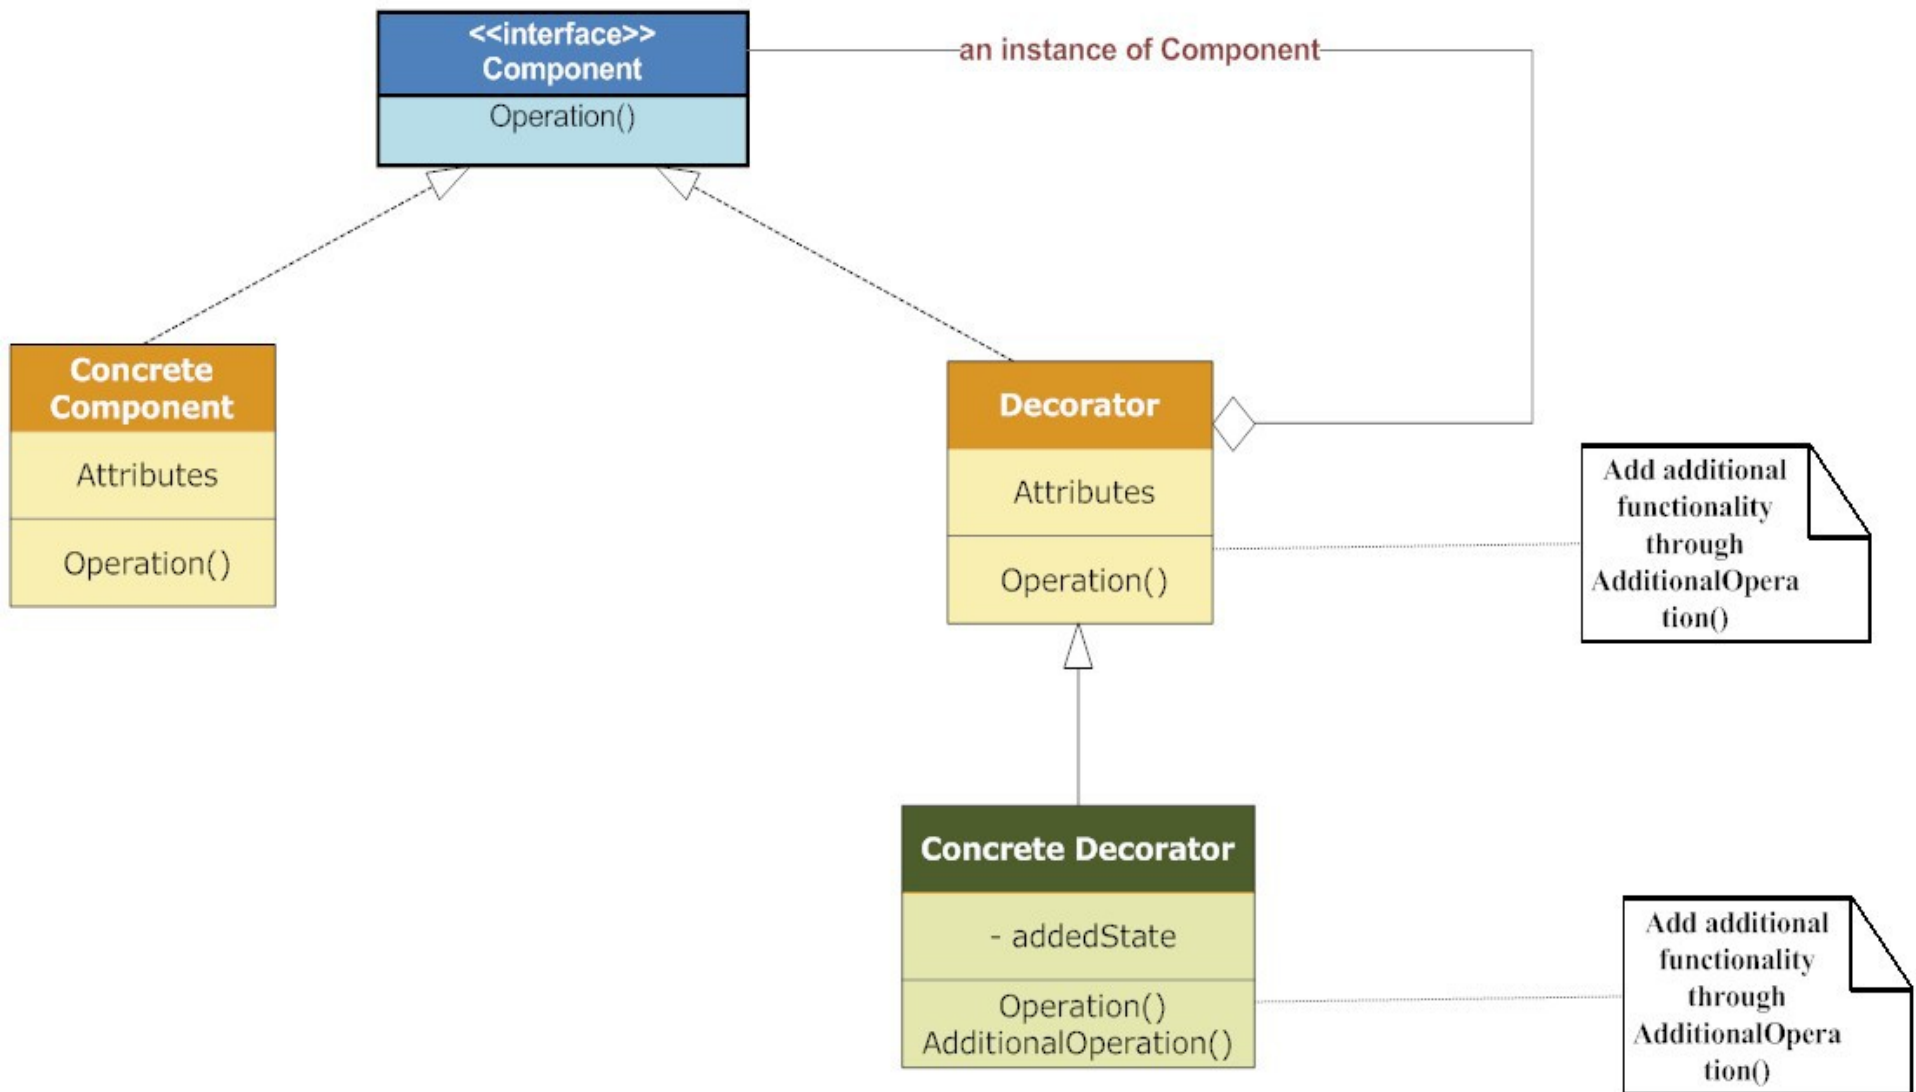 <<interface>>
Component
Operation()
an instance of Component
Concrete
Component
Attributes
Operation()
Decorator
Attributes
Operation()
Add additional
functionality
through
AdditionalOpera
tion()
Concrete Decorator
- addedState
Operation()
AdditionalOperation()
Add additional
functionality
through
AdditionalOpera
tion()